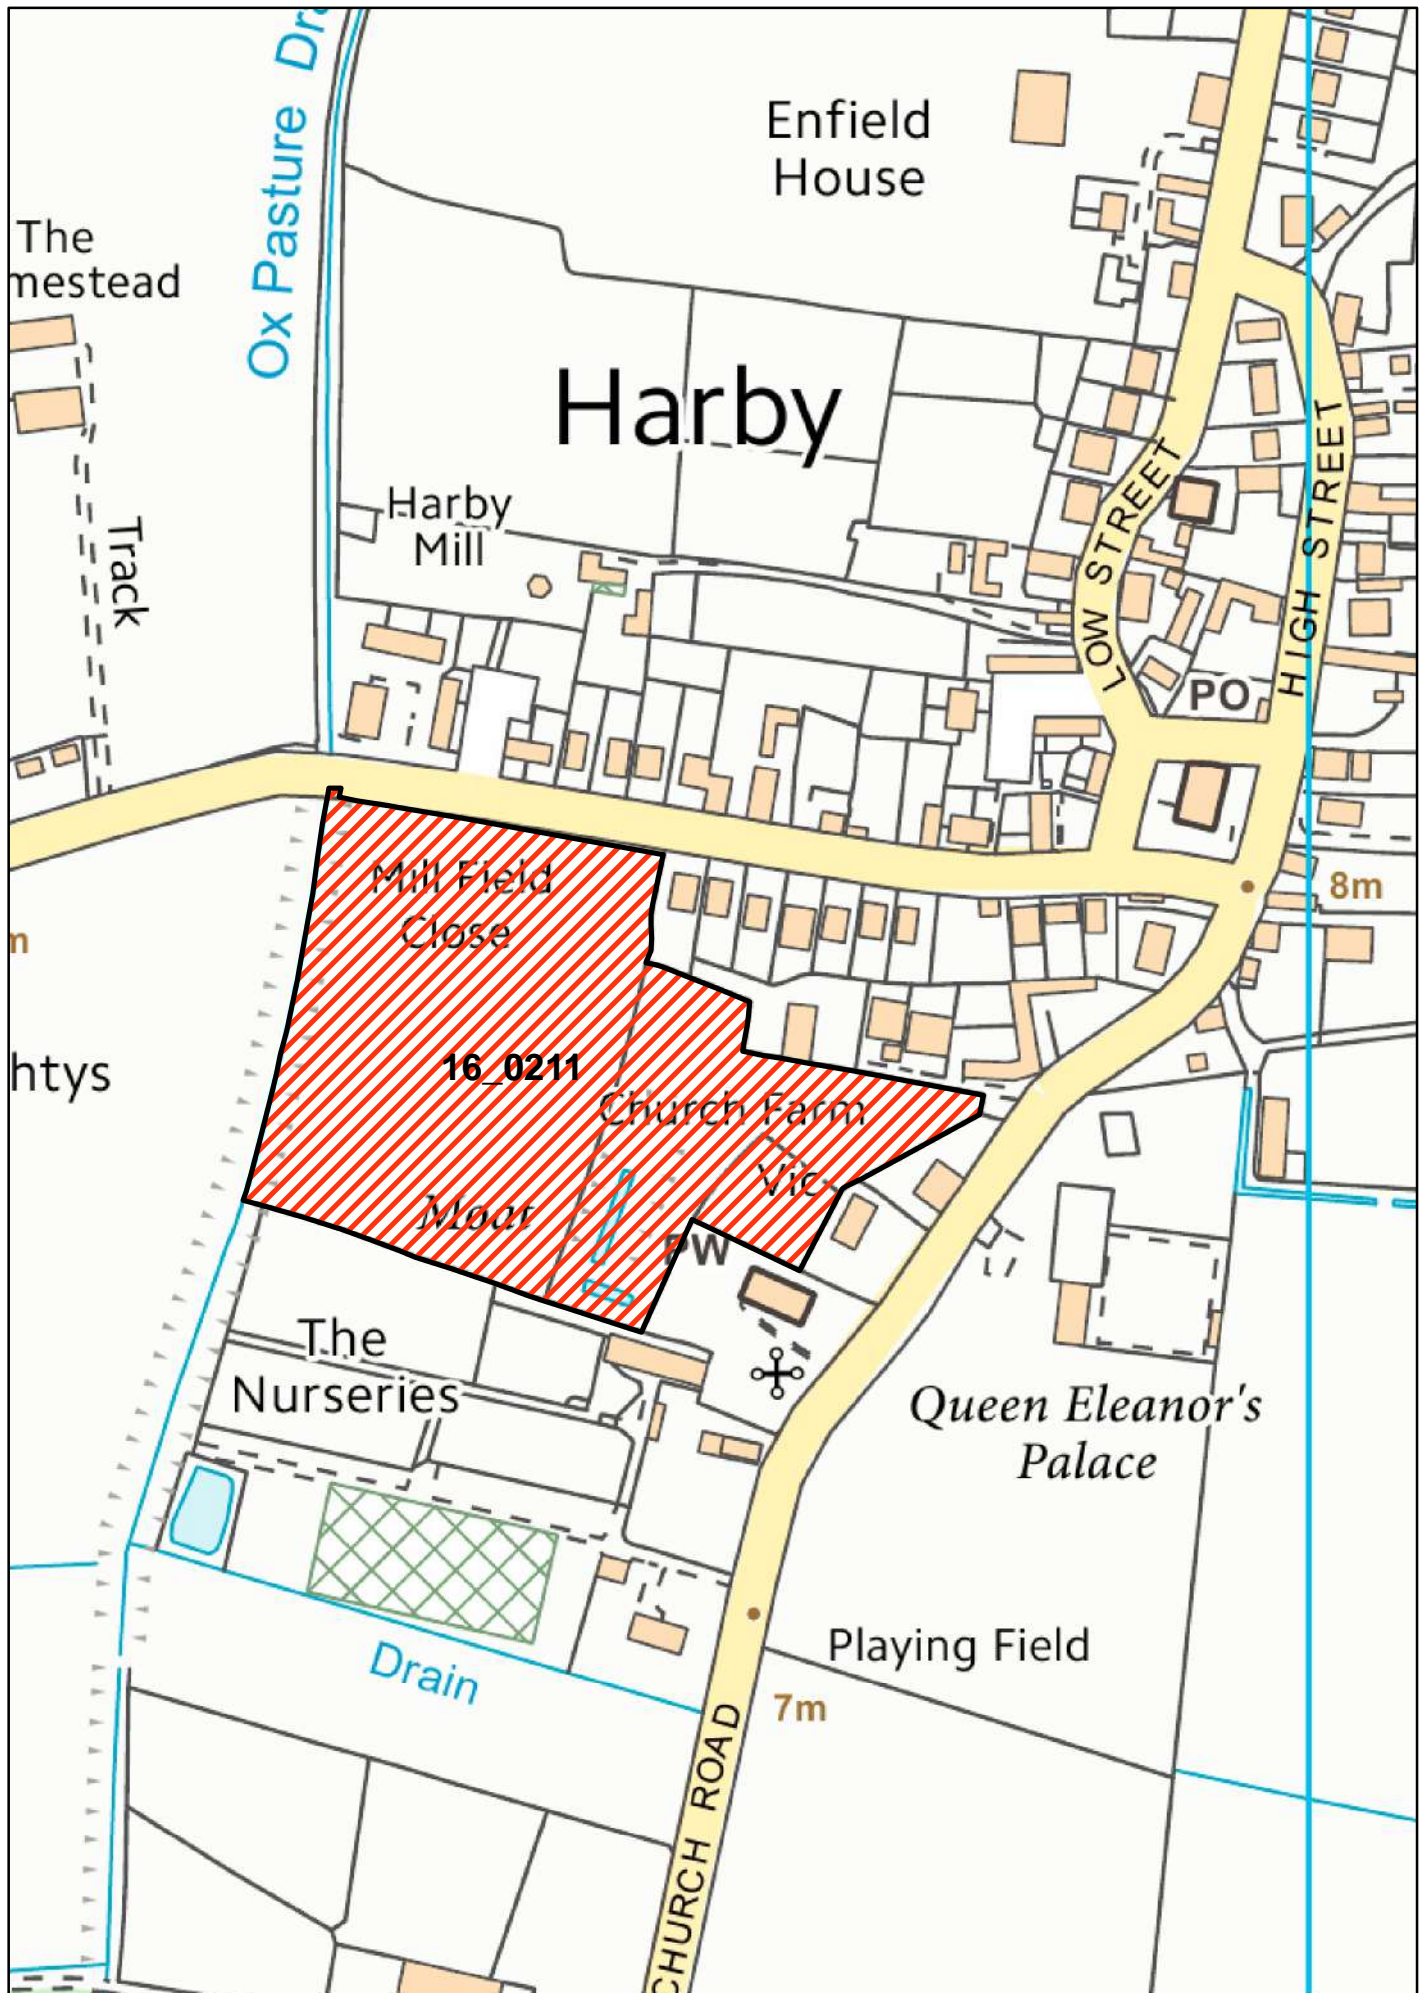 Ox Pasture
Enfield
House
The
mestead
Harby
Harby
Mill
Track
LOW STREET
HIGH STREET
PO
Mill Field
Close
8m
m
htys
16_0211
Church Farm
Vic
Moat
PW
The
Nurseries
Queen Eleanor's
Palace
Playing Field
Drain
7m
CHURCH ROAD